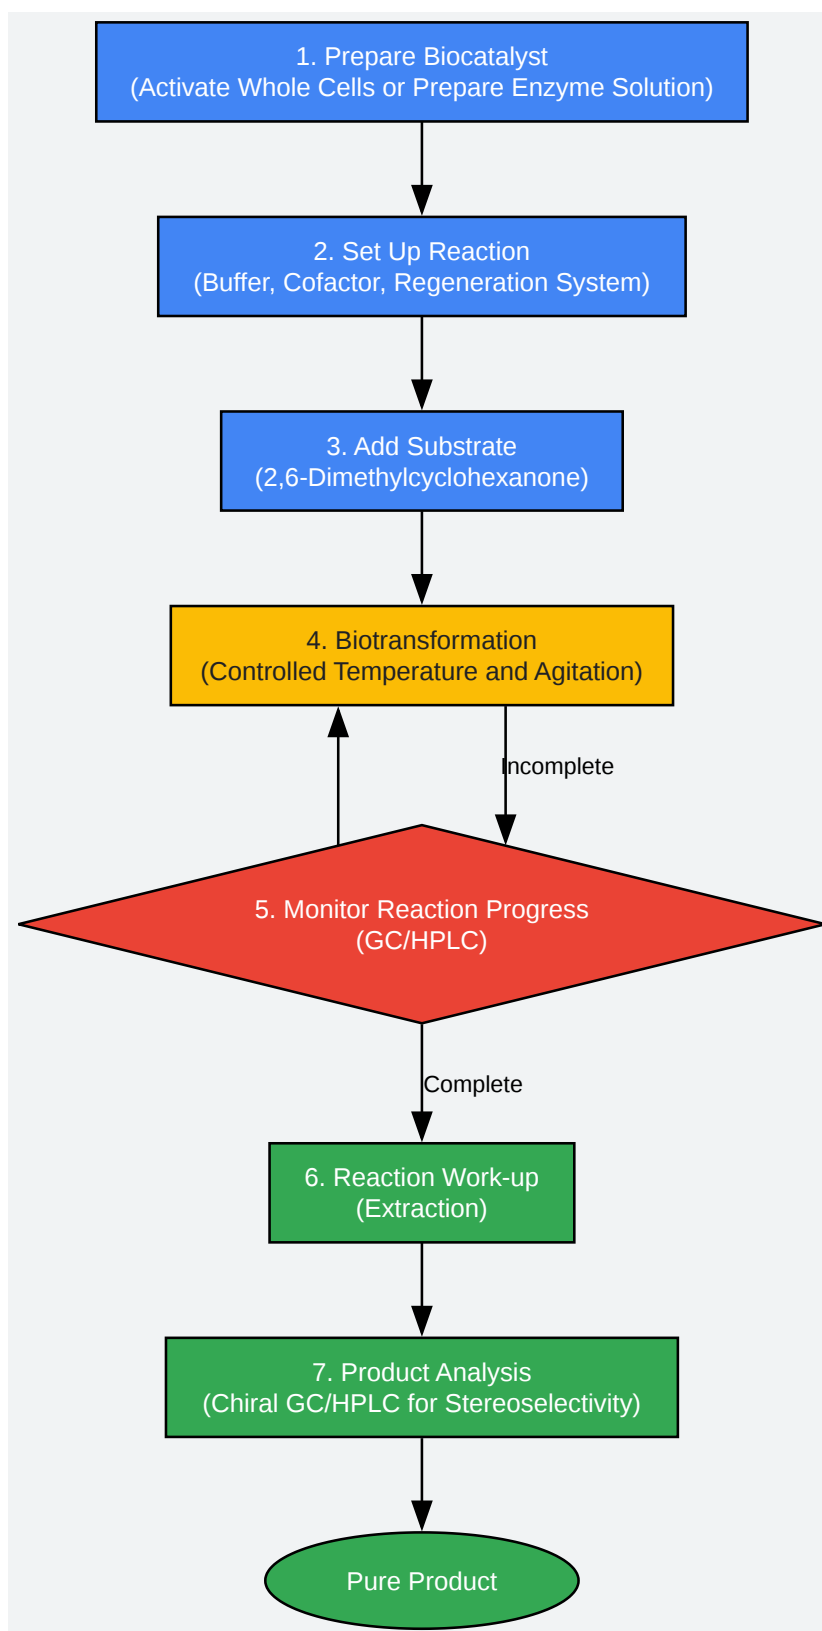 1. Prepare Biocatalyst
(Activate Whole Cells or Prepare Enzyme Solution)
2. Set Up Reaction
(Buffer, Cofactor, Regeneration System)
3. Add Substrate
(2,6-Dimethylcyclohexanone)
4. Biotransformation
(Controlled Temperature and Agitation)
Incomplete
5. Monitor Reaction Progress
(GC/HPLC)
Complete
6. Reaction Work-up
(Extraction)
7. Product Analysis
(Chiral GC/HPLC for Stereoselectivity)
Pure Product